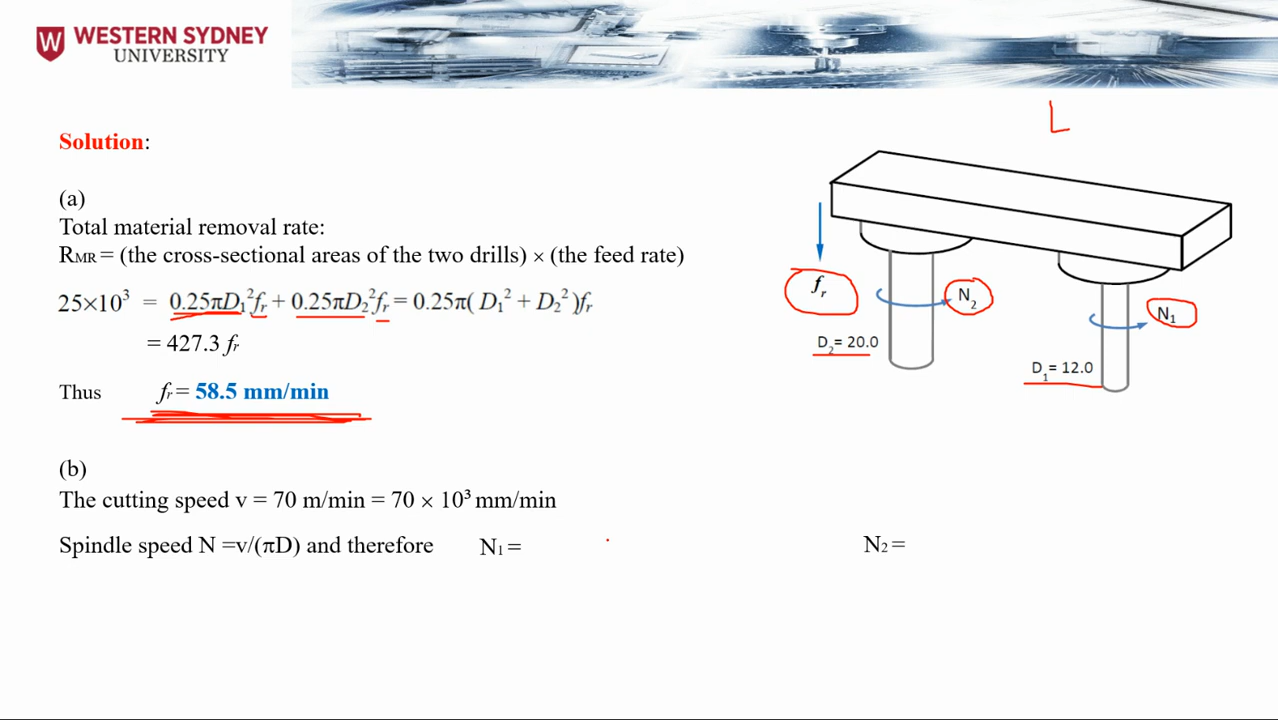 WESTERN SYDNEY
UNIVERSITY
L
Solution:
(a)
Total material removal rate:
RMR = (the cross-sectional areas of the two drills) × (the feed rate)
25×10³ = 0.25πD₁²fᵣ + 0.25πD₂²fᵣ = 0.25π( D₁² + D₂² )fᵣ
= 427.3 fr
Thus fr = 58.5 mm/min
fᵣ
N₂
N₁
D₂= 20.0
D₁= 12.0
(b)
The cutting speed v = 70 m/min = 70 × 10³ mm/min
Spindle speed N =v/(πD) and therefore N₁ = N₂ =